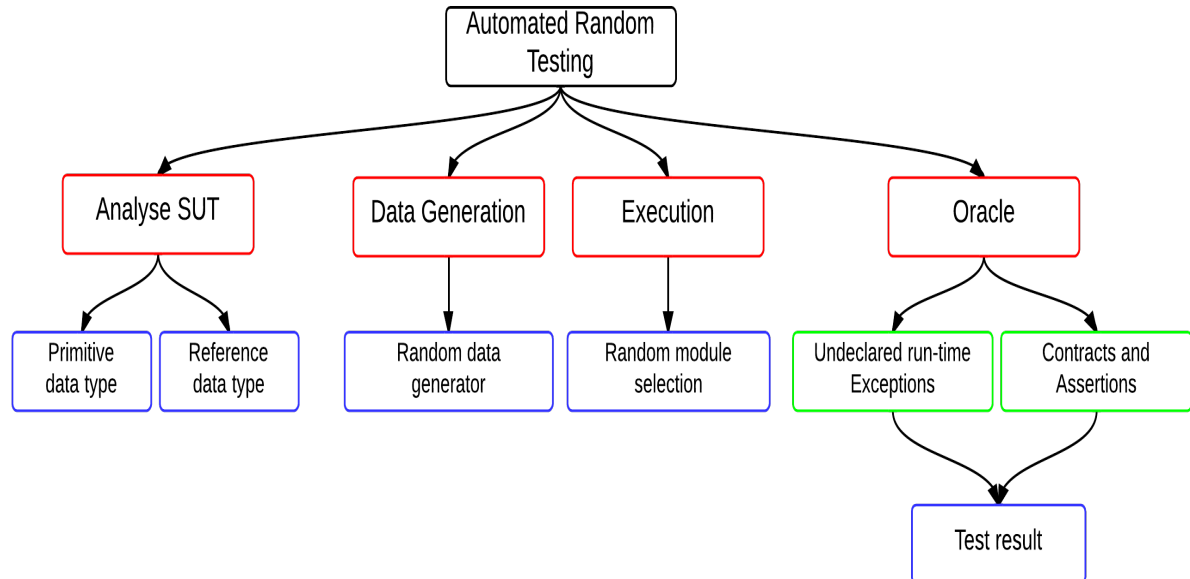 Automated Random
Testing
Analyse SUT
Data Generation
Execution
Oracle
Primitive
data type
Reference
data type
Random data
generator
Random module
selection
Undeclared run-time
Exceptions
Contracts and
Assertions
Test result